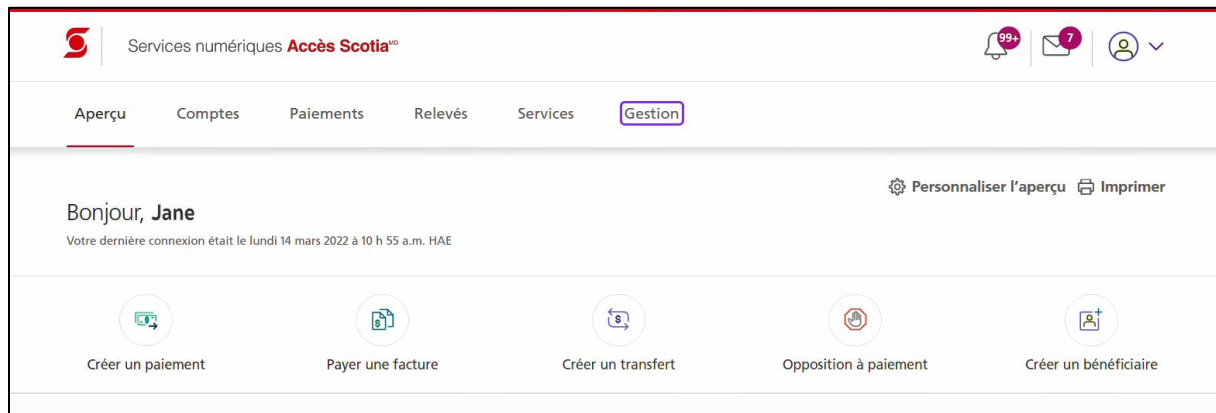 Services numériques Accès Scotia MD
99+ 7
Aperçu Comptes Paiements Relevés Services Gestion
Personnaliser l'aperçu Imprimer
Bonjour, Jane
Votre dernière connexion était le lundi 14 mars 2022 à 10 h 55 a.m. HAE
Créer un paiement Payer une facture Créer un transfert Opposition à paiement Créer un bénéficiaire